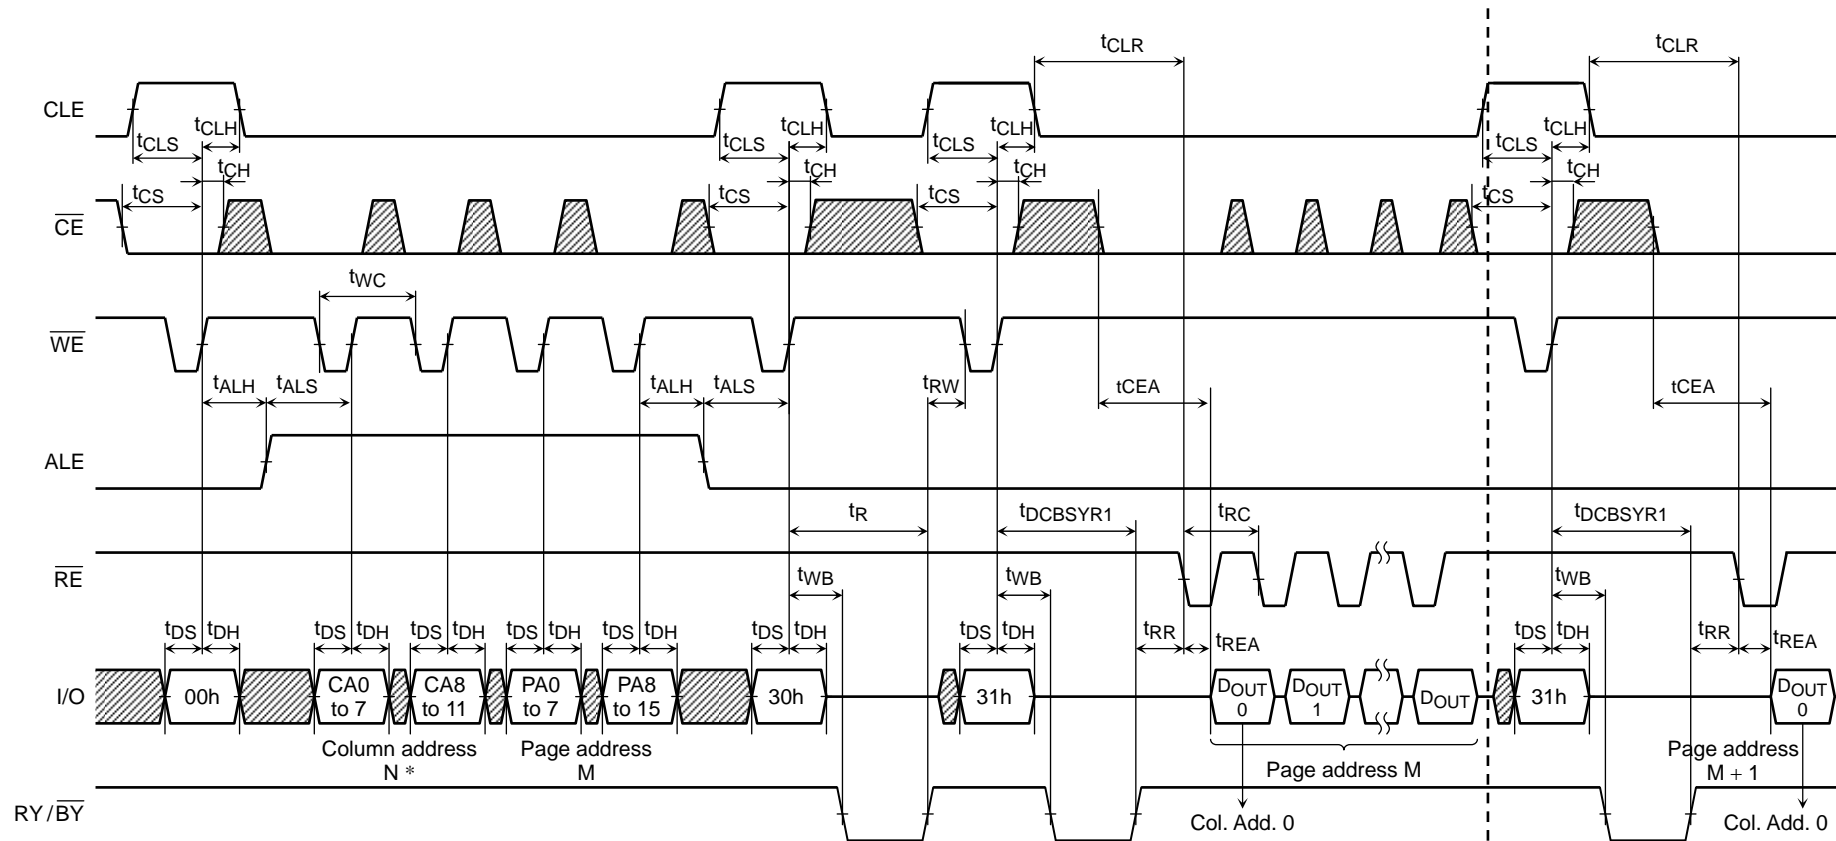 tCLR tCLR
CLE
tCLS tCLH tCLS tCLH tCLS tCLH tCLS tCLH
tCH tCH tCH tCH
tCS tCS tCS tCS
CE
tWC
WE
tALH tALS tALH tALS tRW tCEA tCEA
ALE
tR tDCBSYR1 tRC tDCBSYR1
RE
tWB tWB tWB
tDS tDH tDS tDH tDS tDH tDS tDH tDS tDH tDS tDH tDS tDH tRR tREA tDS tDH tRR tREA
I/O
00h
CA0
to 7
CA8
to 11
PA0
to 7
PA8
to 15
30h
31h
DOUT
0
DOUT
1
DOUT
31h
DOUT
0
Column address
N *
Page address
M
Page address M
Page address
M + 1
RY/BY
Col. Add. 0
Col. Add. 0